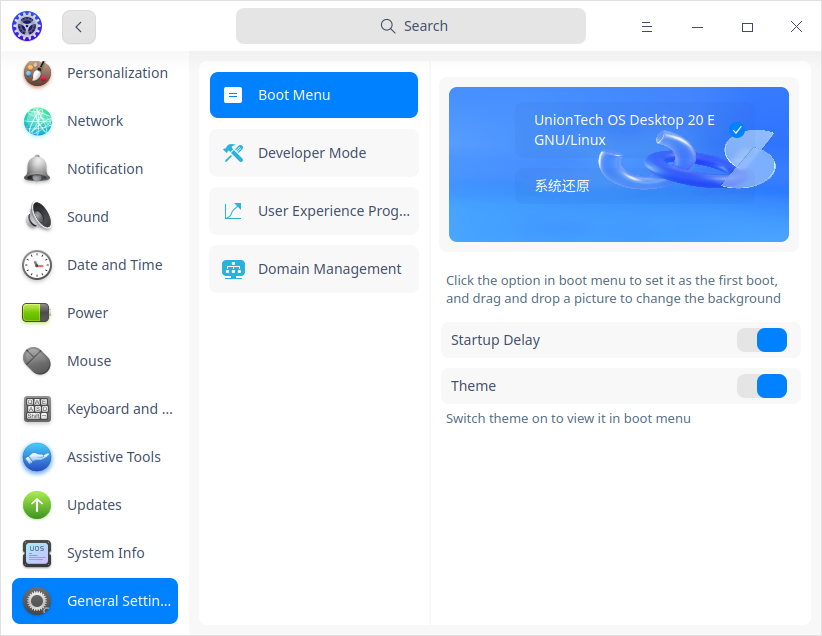 Search
Personalization
Network
Notification
Sound
Date and Time
Power
Mouse
Keyboard and ...
Assistive Tools
Updates
UOS
System Info
General Settin...
Boot Menu
Developer Mode
User Experience Prog...
Domain Management
UnionTech OS Desktop 20 E
GNU/Linux
系统还原
Click the option in boot menu to set it as the first boot,
and drag and drop a picture to change the background
Startup Delay
Theme
Switch theme on to view it in boot menu